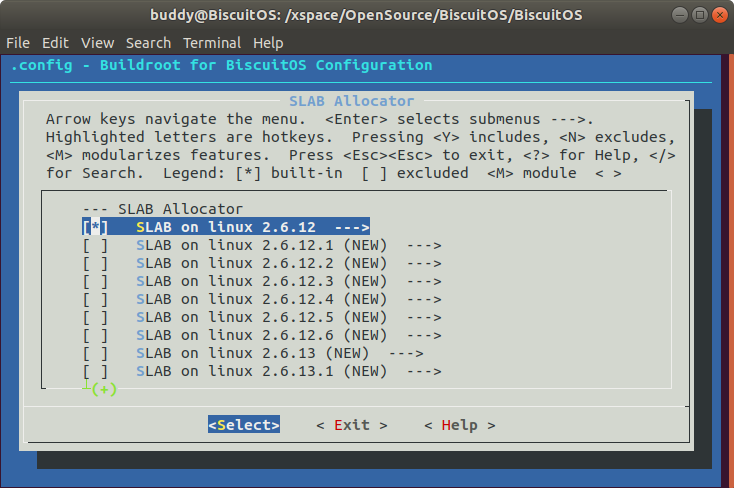 buddy@BiscuitOS: /xspace/OpenSource/BiscuitOS/BiscuitOS
File Edit View Search Terminal Help
.config - Buildroot for BiscuitOS Configuration
SLAB Allocator
Arrow keys navigate the menu.  <Enter> selects submenus --->.
Highlighted letters are hotkeys.  Pressing <Y> includes, <N> excludes,
<M> modularizes features.  Press <Esc><Esc> to exit, <?> for Help, </>
for Search.  Legend: [*] built-in  [ ] excluded  <M> module  < >
--- SLAB Allocator
[*]   SLAB on linux 2.6.12  --->
[ ]   SLAB on linux 2.6.12.1 (NEW)  --->
[ ]   SLAB on linux 2.6.12.2 (NEW)  --->
[ ]   SLAB on linux 2.6.12.3 (NEW)  --->
[ ]   SLAB on linux 2.6.12.4 (NEW)  --->
[ ]   SLAB on linux 2.6.12.5 (NEW)  --->
[ ]   SLAB on linux 2.6.12.6 (NEW)  --->
[ ]   SLAB on linux 2.6.13 (NEW)  --->
[ ]   SLAB on linux 2.6.13.1 (NEW)  --->
(+)
<Select>    < Exit >    < Help >